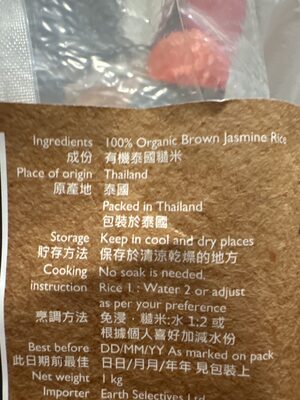 Ingredients 100% Organic Brown Jasmine Rice
成份 有機泰國糙米
Place of origin Thailand
原產地 泰國
Packed in Thailand
包裝於泰國
Storage Keep in cool and dry places
貯存方法 保存於清涼乾燥的地方
Cooking No soak is needed.
instruction Rice 1 : Water 2 or adjust
as per your preference
烹調方法 免浸．糙米:水 1:2 或
根據個人喜好加減水份
Best before DD/MM/YY As marked on pack
此日期前最佳 日日/月月/年年 見包裝上
Net weight 1 kg
Importer Earth Selectives Ltd